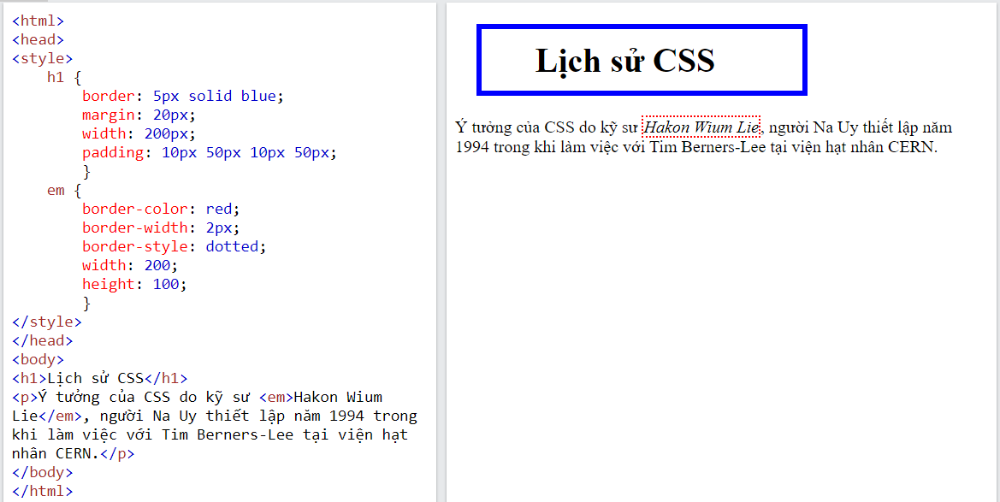 <html>
<head>
<style>
h1 {
border: 5px solid blue;
margin: 20px;
width: 200px;
padding: 10px 50px 10px 50px;
}
em {
border-color: red;
border-width: 2px;
border-style: dotted;
width: 200;
height: 100;
}
</style>
</head>
<body>
<h1>Lịch sử CSS</h1>
<p>Ý tưởng của CSS do kỹ sư <em>Hakon Wium
Lie</em>, người Na Uy thiết lập năm 1994 trong
khi làm việc với Tim Berners-Lee tại viện hạt
nhân CERN.</p>
</body>
</html>
Lịch sử CSS
Ý tưởng của CSS do kỹ sư Hakon Wium Lie, người Na Uy thiết lập năm
1994 trong khi làm việc với Tim Berners-Lee tại viện hạt nhân CERN.